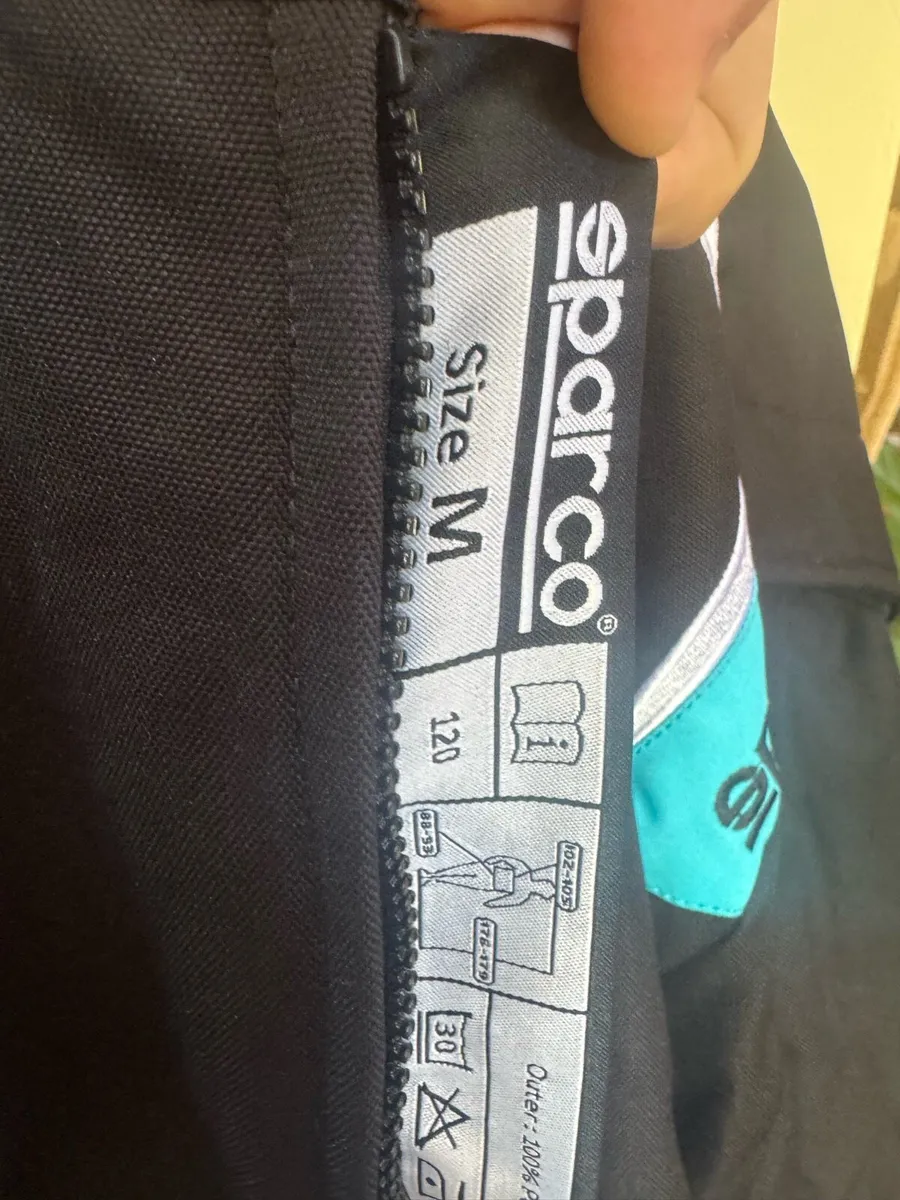 sparco®
Size M
120
i
102-105
88-93
176-179
30
Outer: 100% P